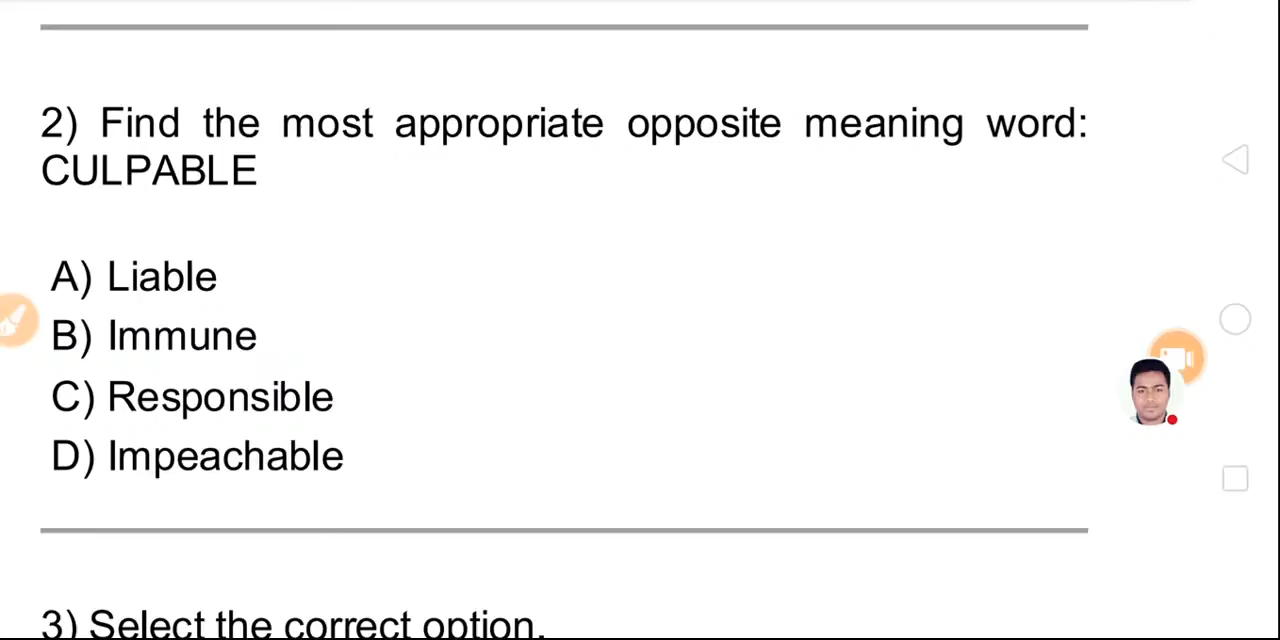 2) Find the most appropriate opposite meaning word:
CULPABLE
A) Liable
B) Immune
C) Responsible
D) Impeachable
3) Select the correct option.